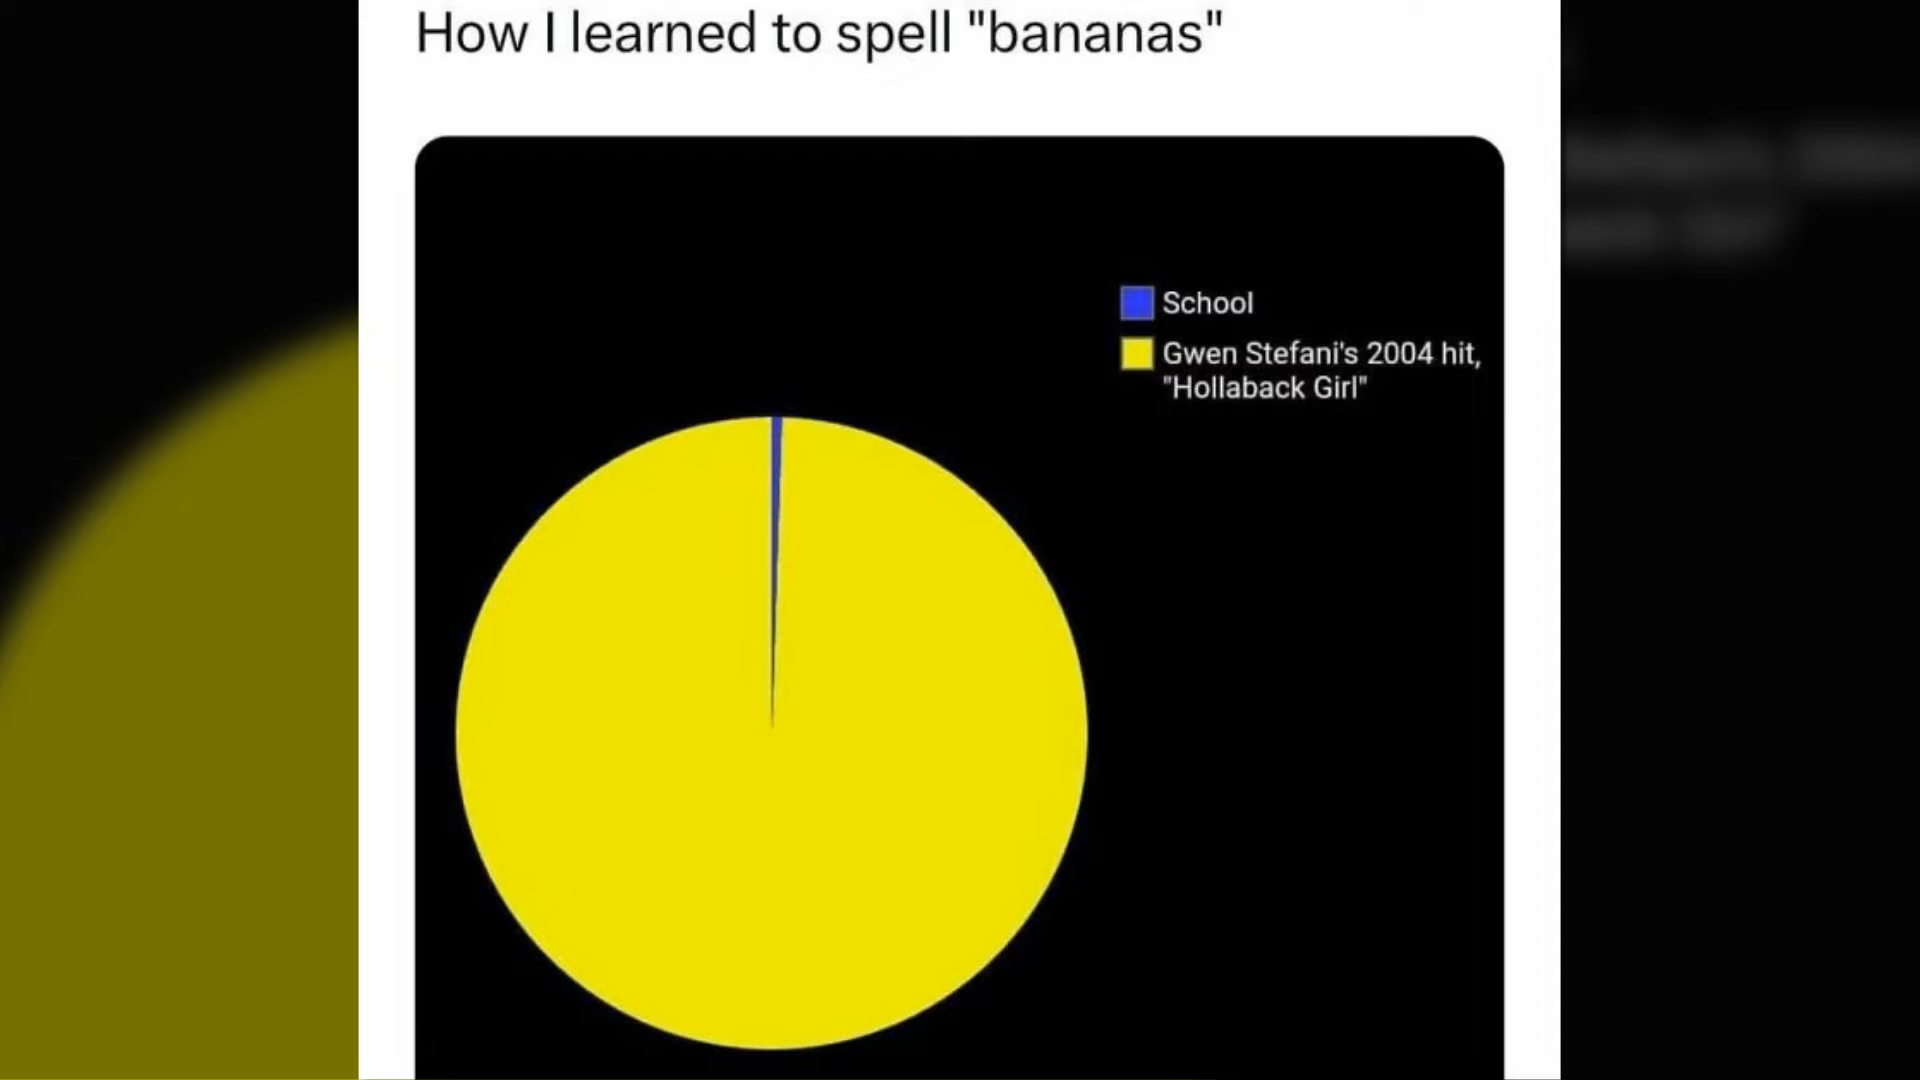 How I learned to spell "bananas"
School
Gwen Stefani's 2004 hit,
"Hollaback Girl"